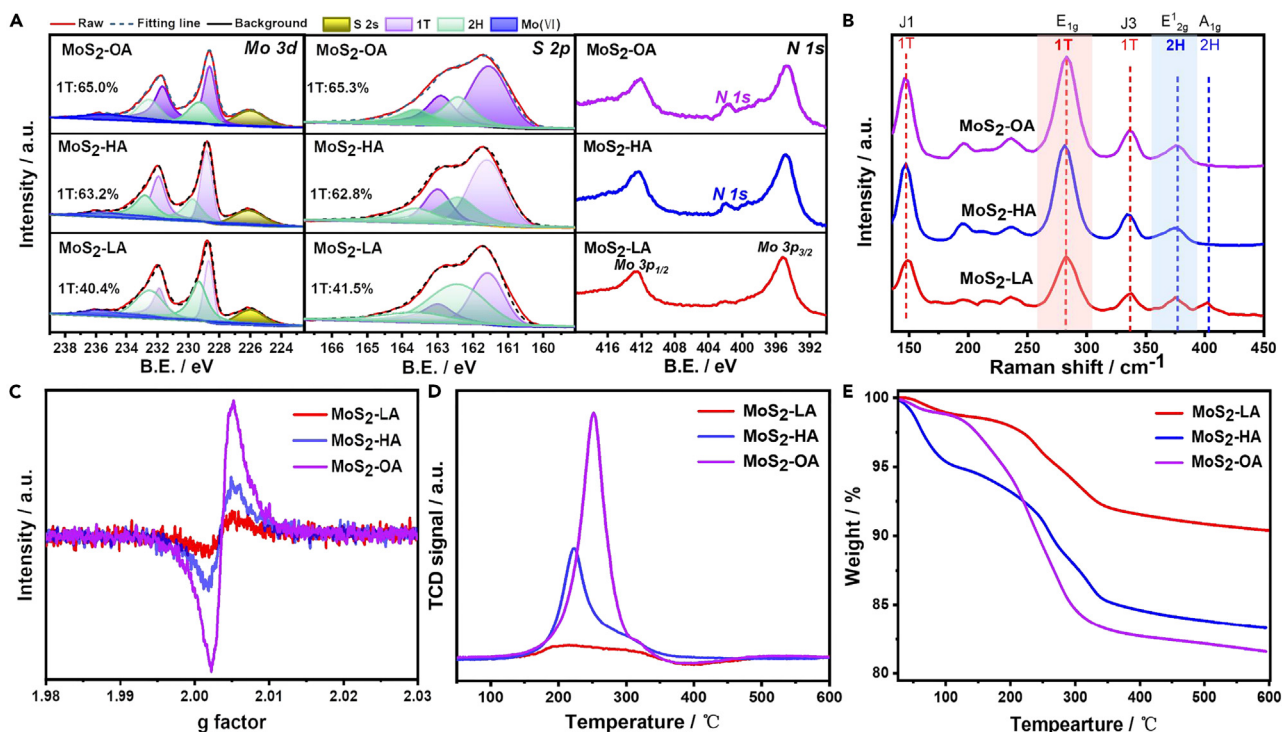 Raw Fitting line Background S 2s 1T 2H Mo(VI)
A
MoS2-OA Mo 3d
1T:65.0%
MoS2-HA
1T:63.2%
MoS2-LA
1T:40.4%
238 236 234 232 230 228 226 224
B.E. / eV
MoS2-OA S 2p
1T:65.3%
MoS2-HA
1T:62.8%
MoS2-LA
1T:41.5%
166 165 164 163 162 161 160
B.E. / eV
MoS2-OA N 1s
N 1s
MoS2-HA
N 1s
MoS2-LA
Mo 3p1/2
Mo 3p3/2
416 412 408 404 400 396 392
B.E. / eV
Intensity / a.u.
B
J1 E1g J3 E¹2g A1g
1T 1T 1T 2H 2H
MoS2-OA
MoS2-HA
MoS2-LA
150 200 250 300 350 400 450
Raman shift / cm-1
Intensity / a.u.
C
MoS2-LA
MoS2-HA
MoS2-OA
1.98 1.99 2.00 2.01 2.02 2.03
g factor
Intensity / a.u.
D
MoS2-LA
MoS2-HA
MoS2-OA
100 200 300 400 500 600
Temperature / ℃
TCD signal / a.u.
E
MoS2-LA
MoS2-HA
MoS2-OA
100
95
90
85
80
100 200 300 400 500 600
Tempearture / ℃
Weight / %